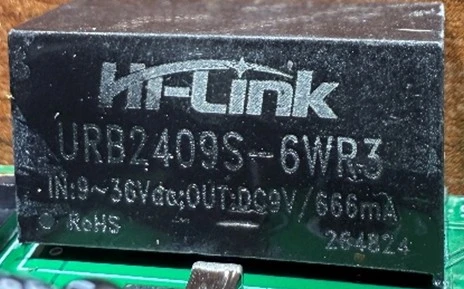 Hi-Link
URB2409S-6WR3
IN:9~36Vdc;OUT:DC9V/666mA
RoHS
264824